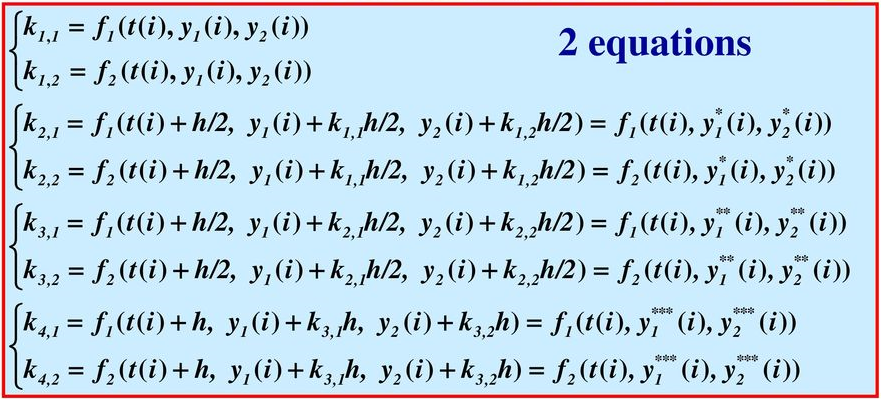 k₁,₁ = f₁(t(i), y₁(i), y₂(i))
2 equations
k₁,₂ = f₂(t(i), y₁(i), y₂(i))
k₂,₁ = f₁(t(i) + h/2, y₁(i) + k₁,₁h/2, y₂(i) + k₁,₂h/2) = f₁(t(i), y₁*(i), y₂*(i))
k₂,₂ = f₂(t(i) + h/2, y₁(i) + k₁,₁h/2, y₂(i) + k₁,₂h/2) = f₂(t(i), y₁*(i), y₂*(i))
k₃,₁ = f₁(t(i) + h/2, y₁(i) + k₂,₁h/2, y₂(i) + k₂,₂h/2) = f₁(t(i), y₁**(i), y₂**(i))
k₃,₂ = f₂(t(i) + h/2, y₁(i) + k₂,₁h/2, y₂(i) + k₂,₂h/2) = f₂(t(i), y₁**(i), y₂**(i))
k₄,₁ = f₁(t(i) + h, y₁(i) + k₃,₁h, y₂(i) + k₃,₂h) = f₁(t(i), y₁***(i), y₂***(i))
k₄,₂ = f₂(t(i) + h, y₁(i) + k₃,₁h, y₂(i) + k₃,₂h) = f₂(t(i), y₁***(i), y₂***(i))